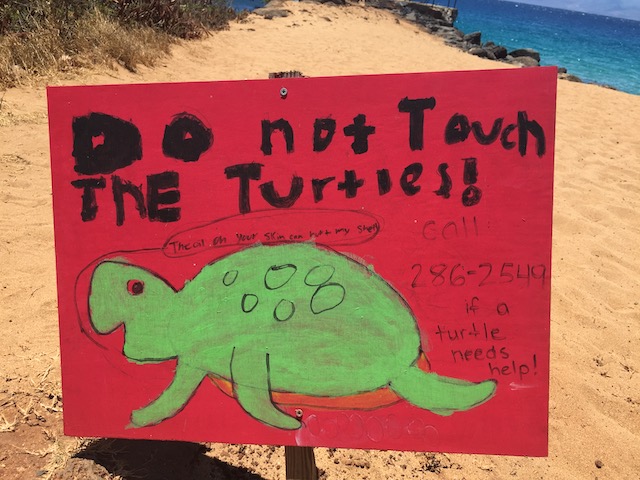 Do not Touch
THE Turtles!
The oil on your skin can hurt my shell
call:
286-2549
if a
turtle
needs
help!